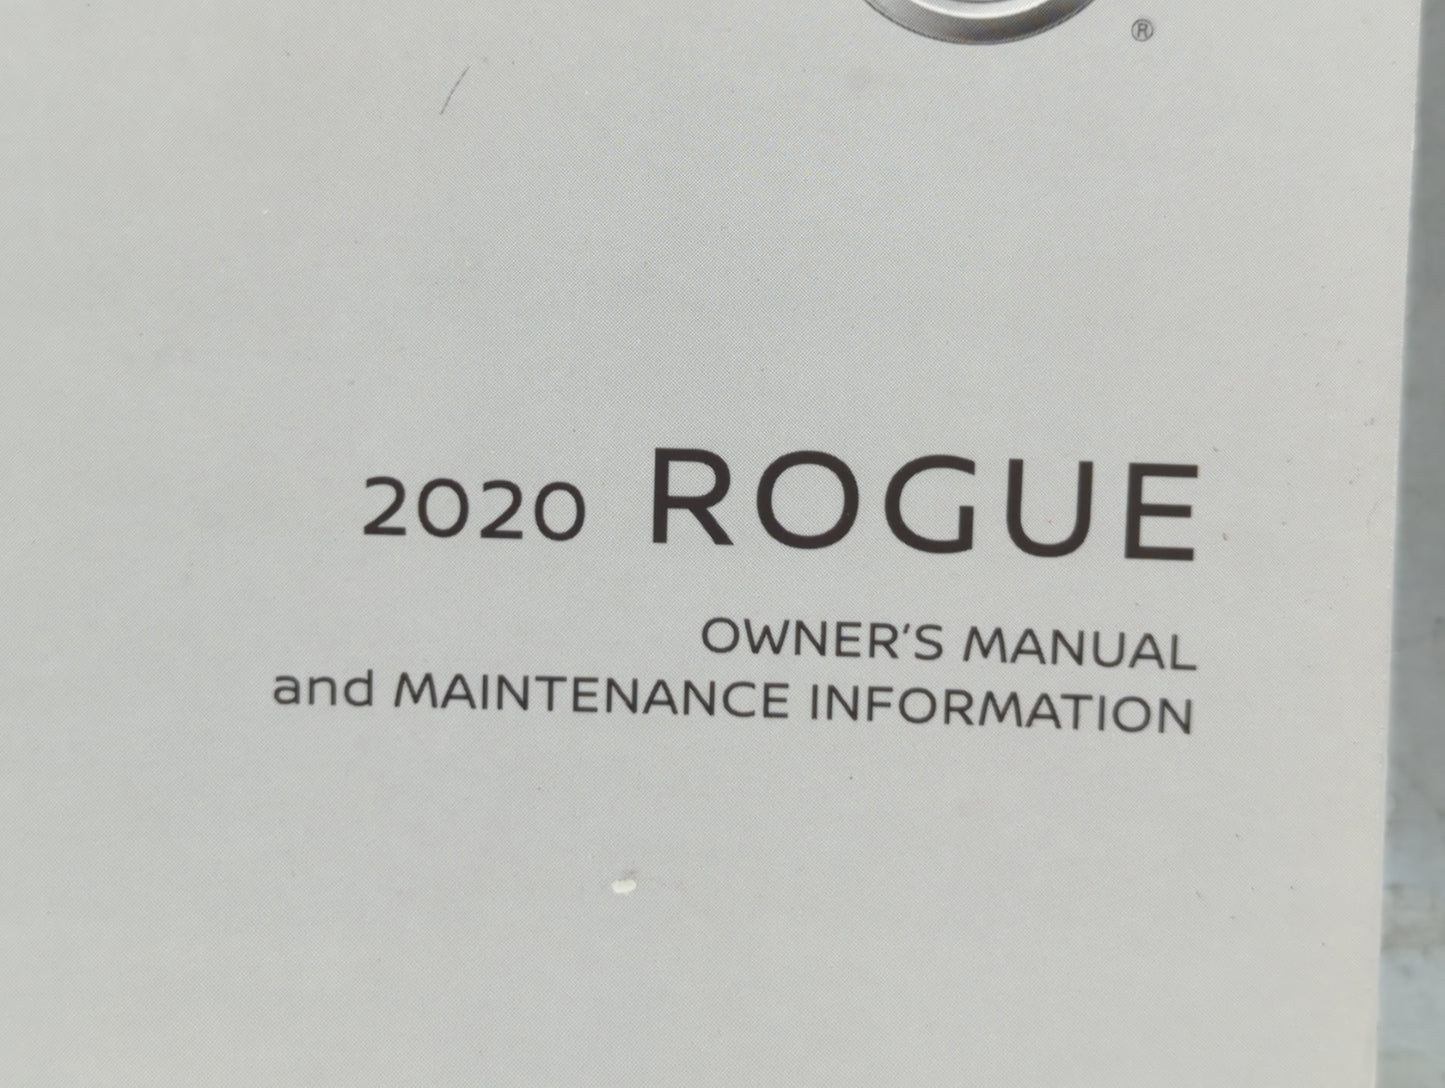 ®
2020 ROGUE
OWNER'S MANUAL
and MAINTENANCE INFORMATION